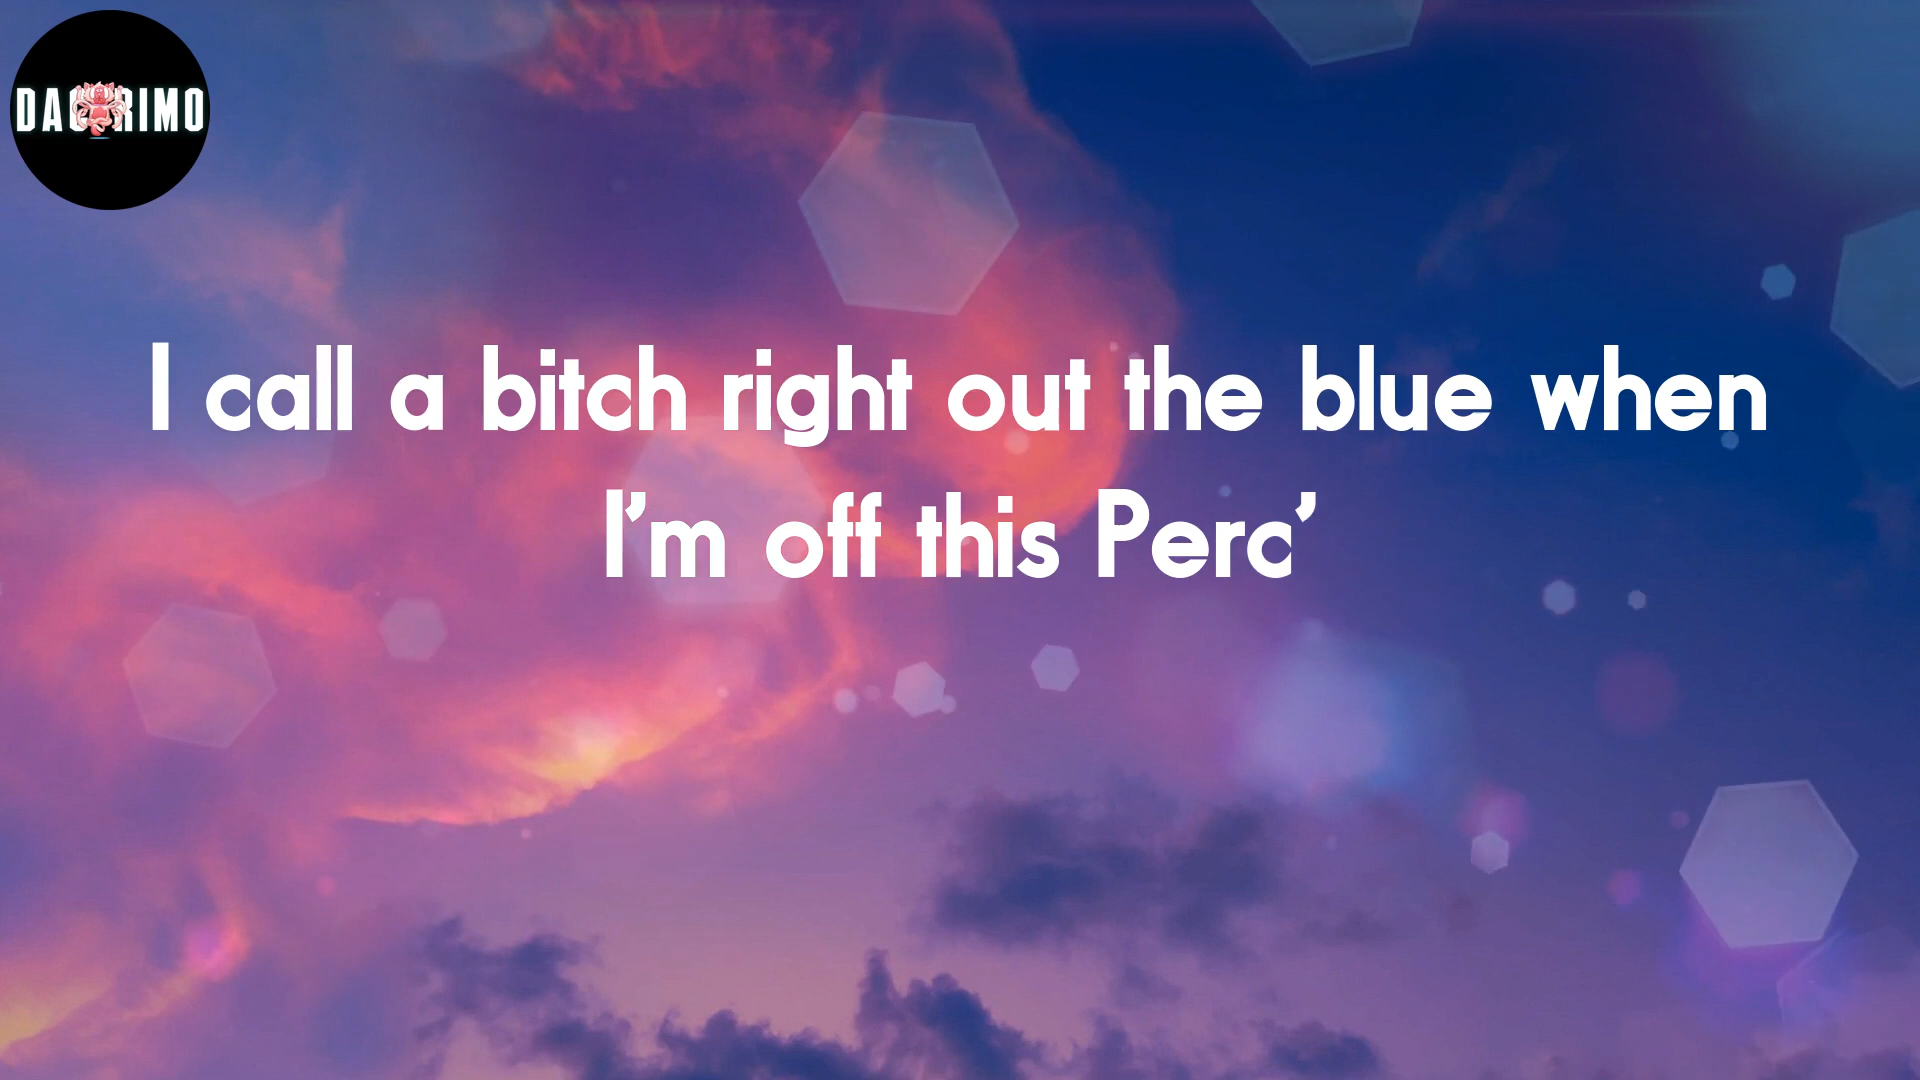 I call a bitch right out the blue when
I'm off this Perc'